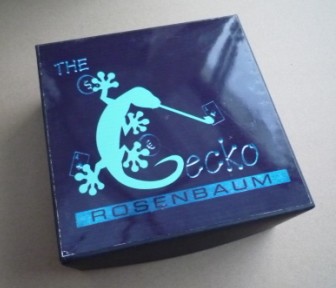 THE
$
€
Gecko
ROSENBAUM